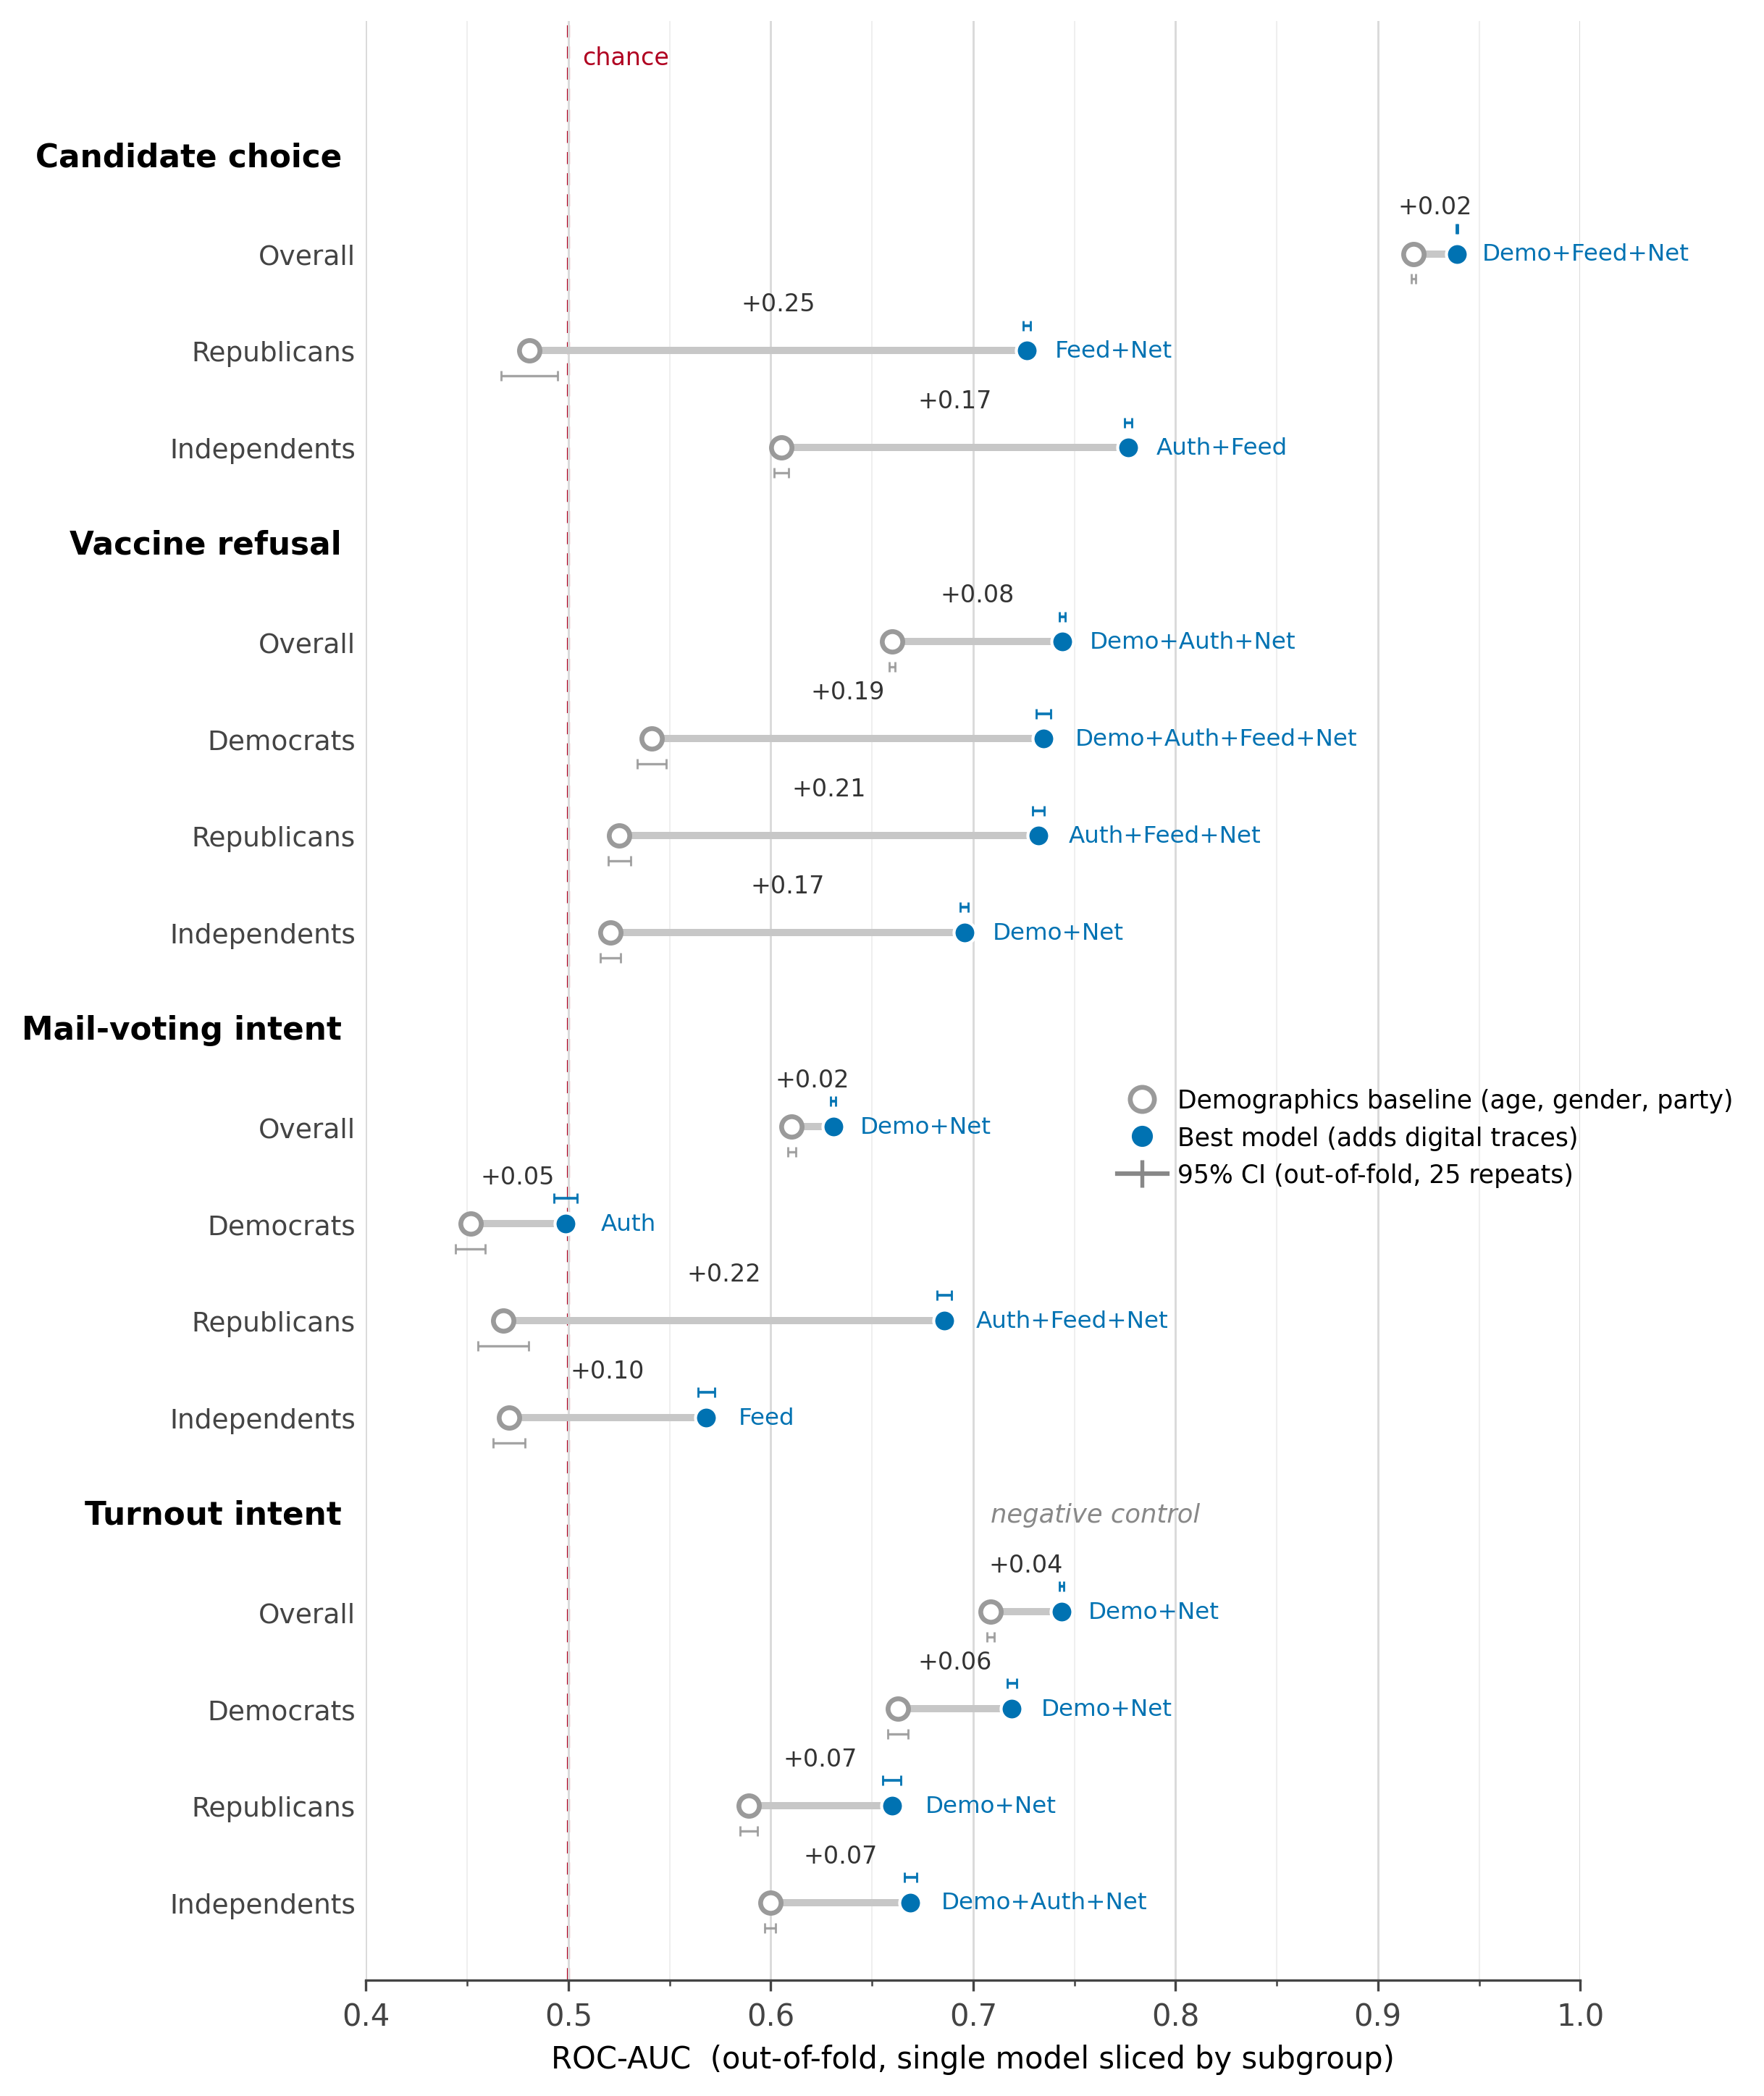 chance
Candidate choice
+0.02
Overall
Demo+Feed+Net
+0.25
Republicans
Feed+Net
+0.17
Independents
Auth+Feed
Vaccine refusal
+0.08
Overall
Demo+Auth+Net
+0.19
Democrats
Demo+Auth+Feed+Net
+0.21
Republicans
Auth+Feed+Net
+0.17
Independents
Demo+Net
Mail-voting intent
+0.02
Overall
Demo+Net
Demographics baseline (age, gender, party)
Best model (adds digital traces)
95% CI (out-of-fold, 25 repeats)
+0.05
Democrats
Auth
+0.22
Republicans
Auth+Feed+Net
+0.10
Independents
Feed
Turnout intent
negative control
+0.04
Overall
Demo+Net
+0.06
Democrats
Demo+Net
+0.07
Republicans
Demo+Net
+0.07
Independents
Demo+Auth+Net
0.4 0.5 0.6 0.7 0.8 0.9 1.0
ROC-AUC (out-of-fold, single model sliced by subgroup)